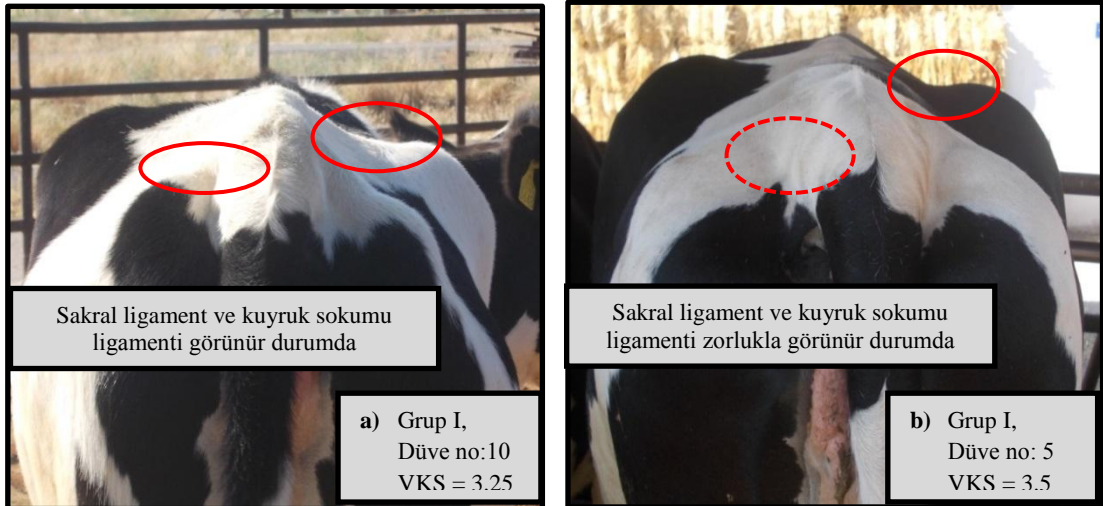 Sakral ligament ve kuyruk sokumu
ligamenti görünür durumda
a) Grup I,
Düve no:10
VKS = 3.25
Sakral ligament ve kuyruk sokumu
ligamenti zorlukla görünür durumda
b) Grup I,
Düve no: 5
VKS = 3.5